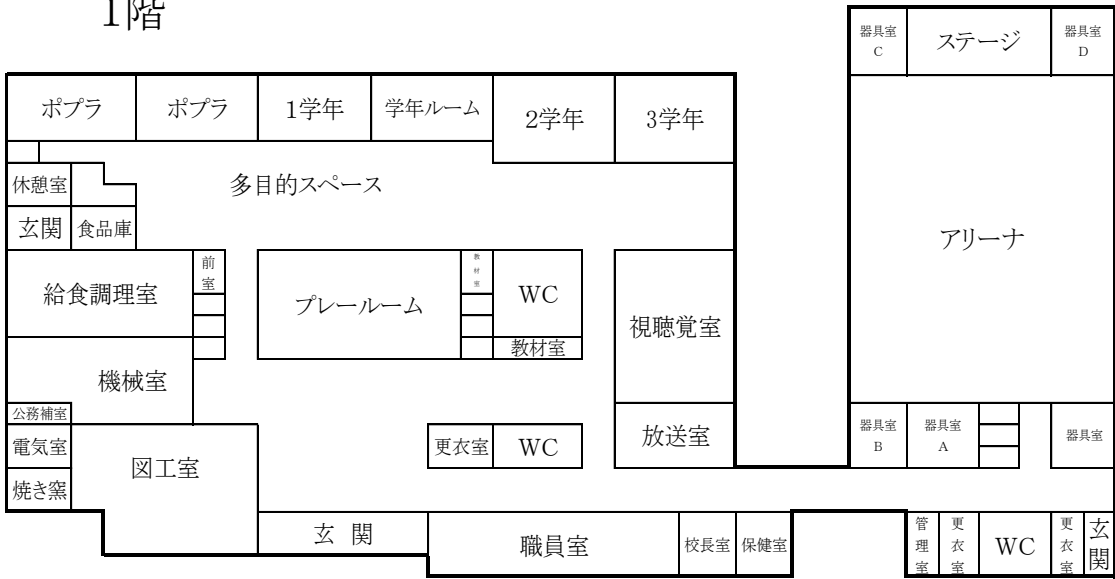 1階
器具室
C
ステージ
器具室
D
ポプラ
ポプラ
1学年
学年ルーム
2学年
3学年
休憩室
多目的スペース
玄関
食品庫
アリーナ
給食調理室
前室
プレールーム
教材室
WC
視聴覚室
教材室
機械室
公務補室
器具室
B
器具室
A
器具室
電気室
図工室
更衣室
WC
放送室
焼き窯
玄 関
職員室
校長室
保健室
管理室
更衣室
WC
更衣室
玄関